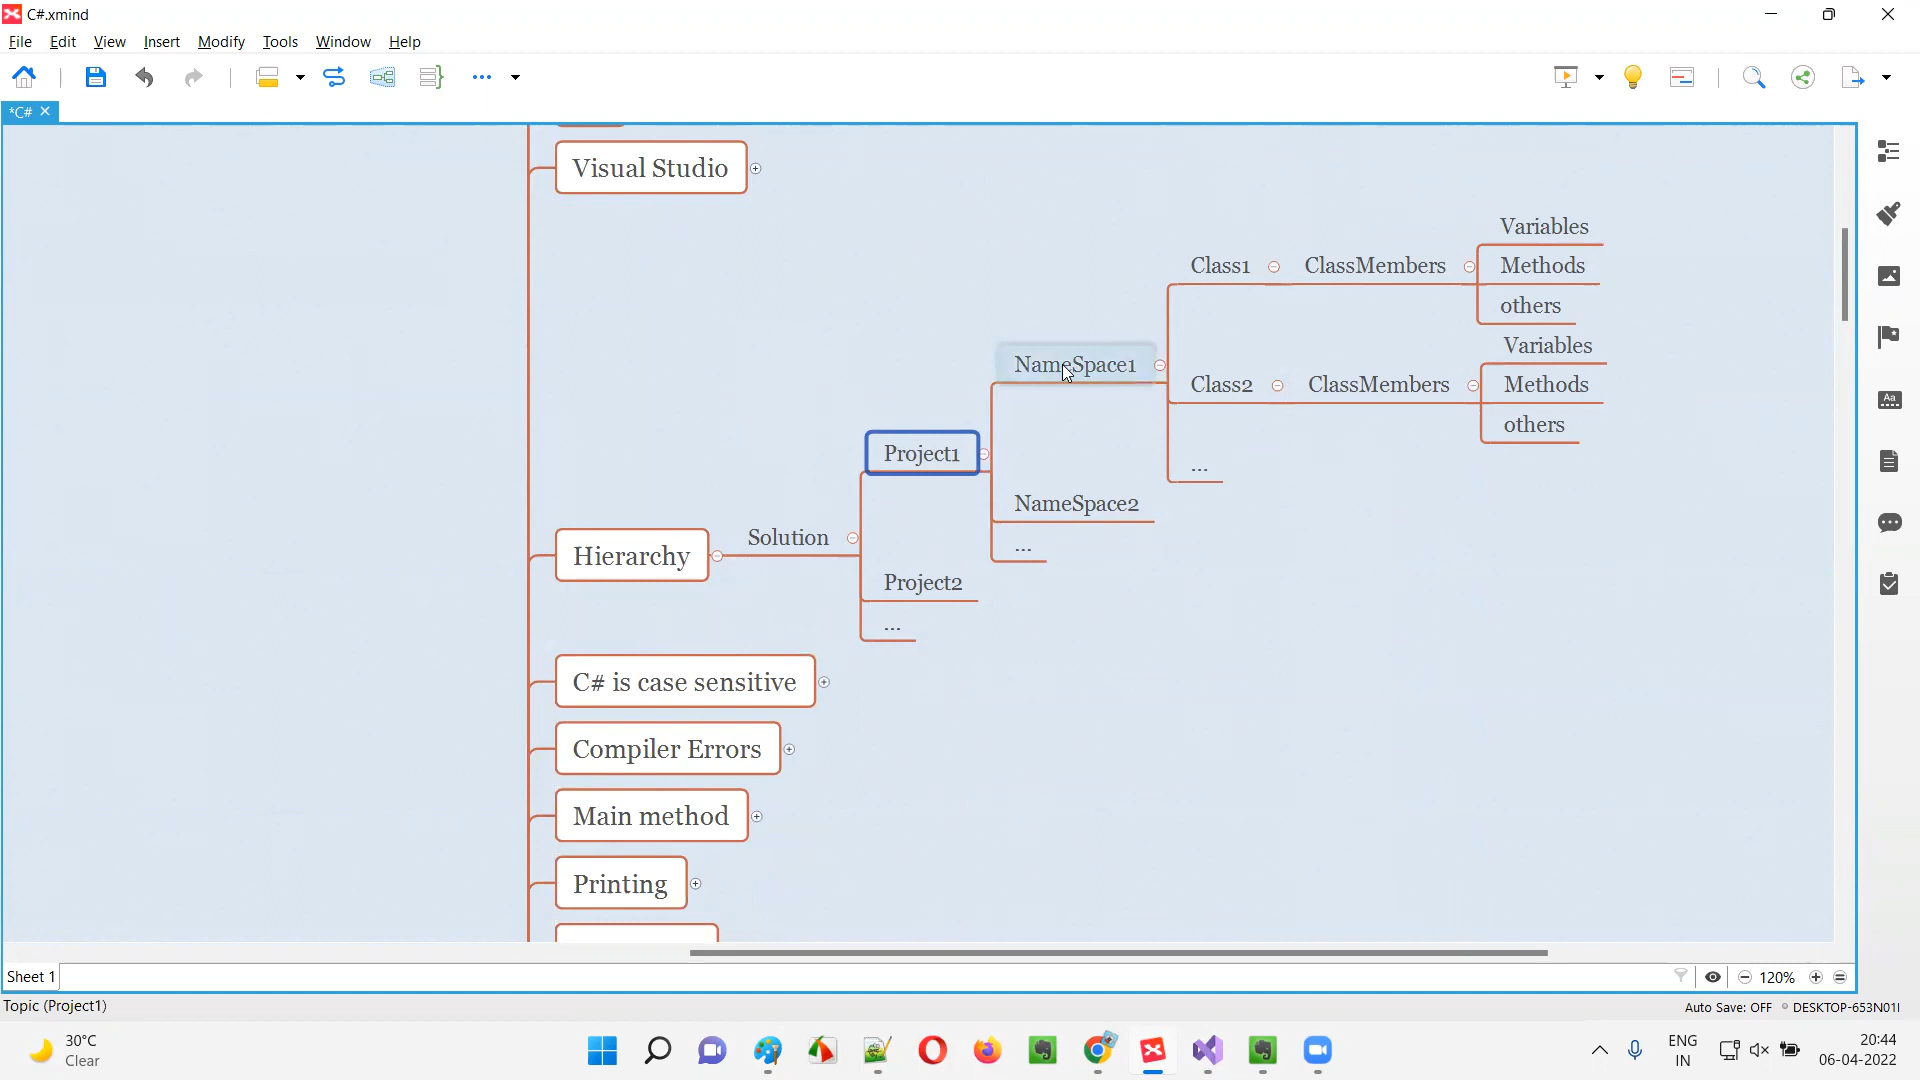 C#.xmind
File Edit View Insert Modify Tools Window Help
*C#
Visual Studio
Variables
Class1 ClassMembers Methods
others
NameSpace1
Variables
Class2 ClassMembers Methods
others
Project1
...
NameSpace2
Hierarchy Solution
...
Project2
...
C# is case sensitive
Compiler Errors
Main method
Printing
Aa
Sheet 1
120%
Topic (Project1)
Auto Save: OFF DESKTOP-653N01I
30°C
Clear
ENG
IN
20:44
06-04-2022